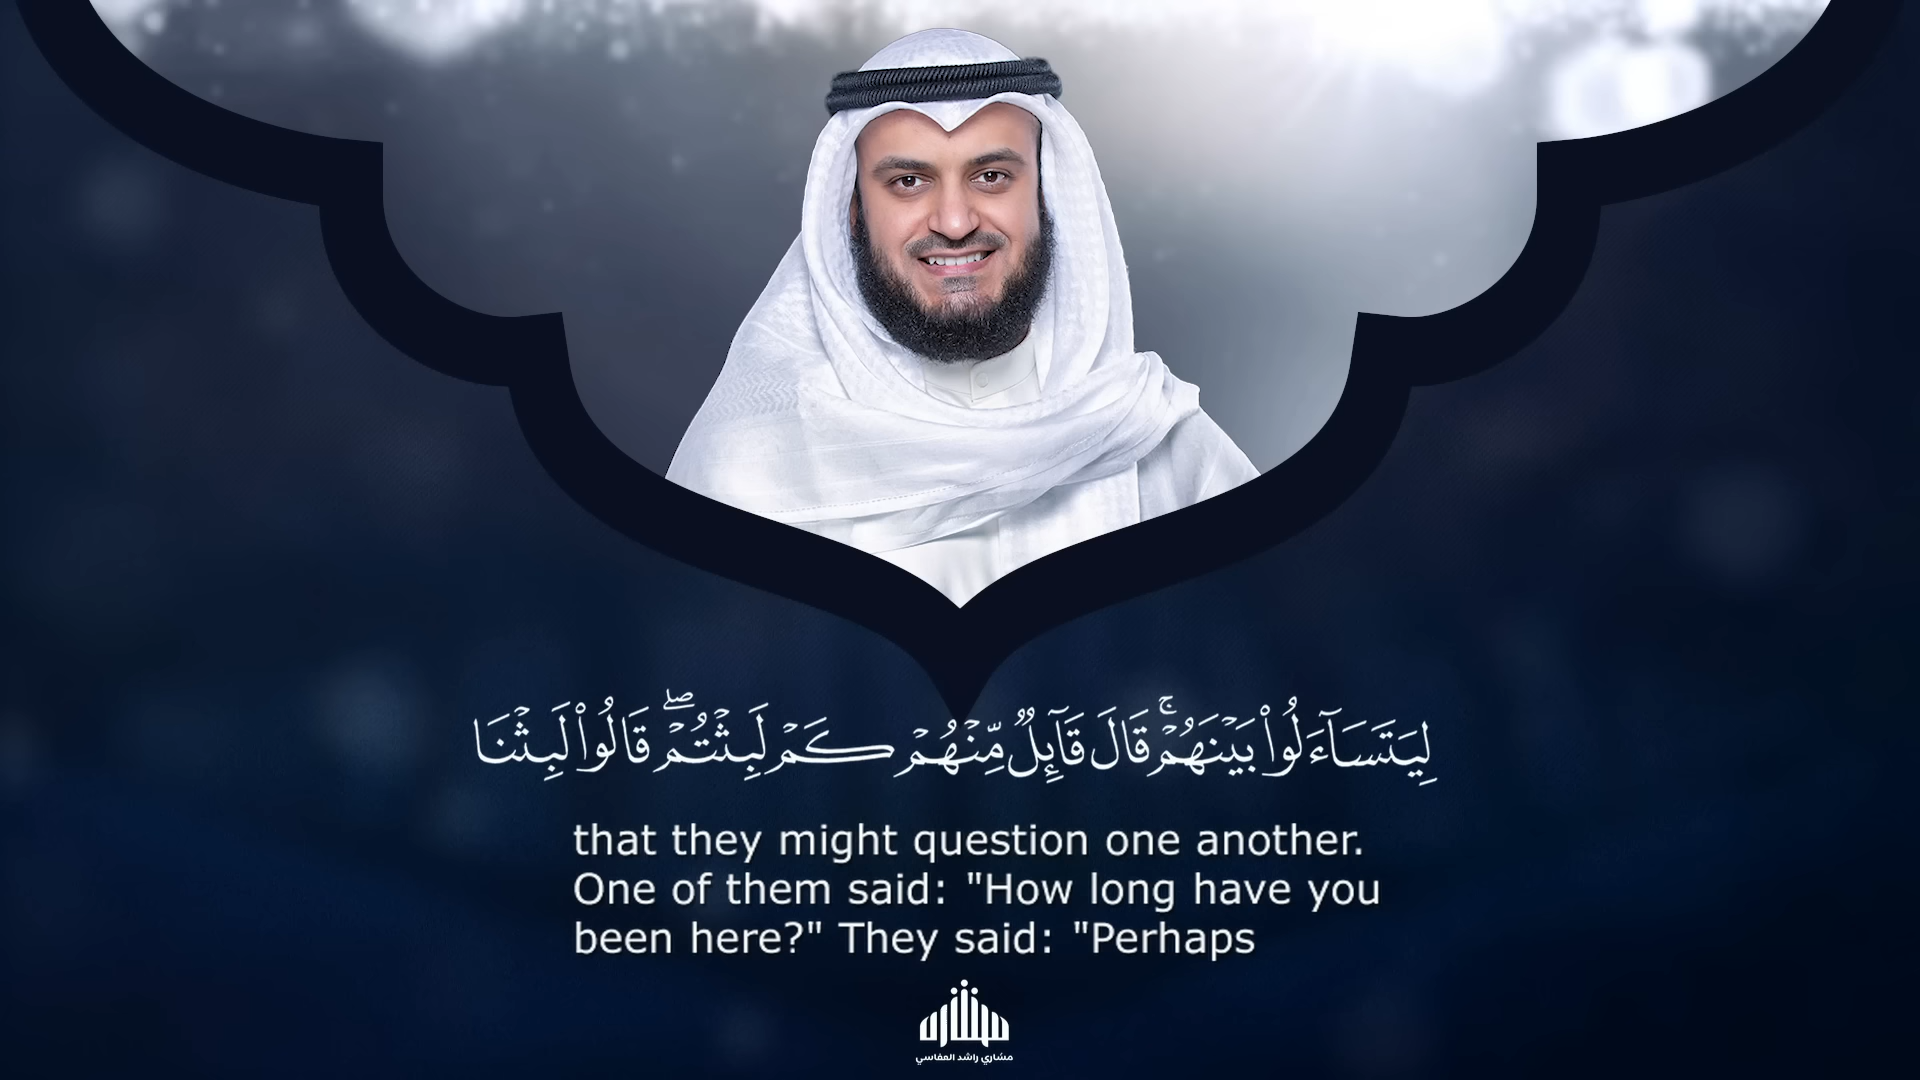 لِيَتَسَآءَلُوا۟ بَيْنَهُمْۚ قَالَ قَآئِلٌ مِّنْهُمْ كَمْ لَبِثْتُمْۖ قَالُوا۟ لَبِثْنَا
that they might question one another.
One of them said: "How long have you
been here?" They said: "Perhaps
مشاري
مشاري راشد العفاسي